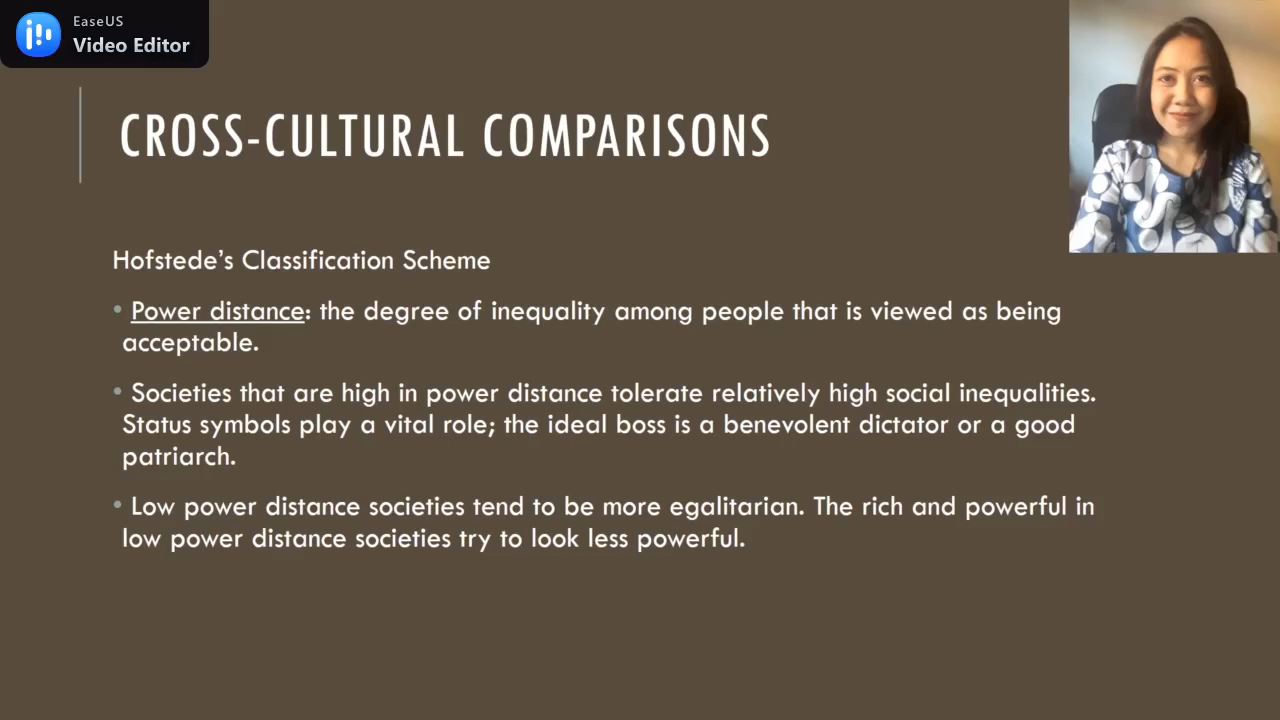 EaseUS
Video Editor
CROSS-CULTURAL COMPARISONS
Hofstede’s Classification Scheme
• Power distance: the degree of inequality among people that is viewed as being
acceptable.
• Societies that are high in power distance tolerate relatively high social inequalities.
Status symbols play a vital role; the ideal boss is a benevolent dictator or a good
patriarch.
• Low power distance societies tend to be more egalitarian. The rich and powerful in
low power distance societies try to look less powerful.